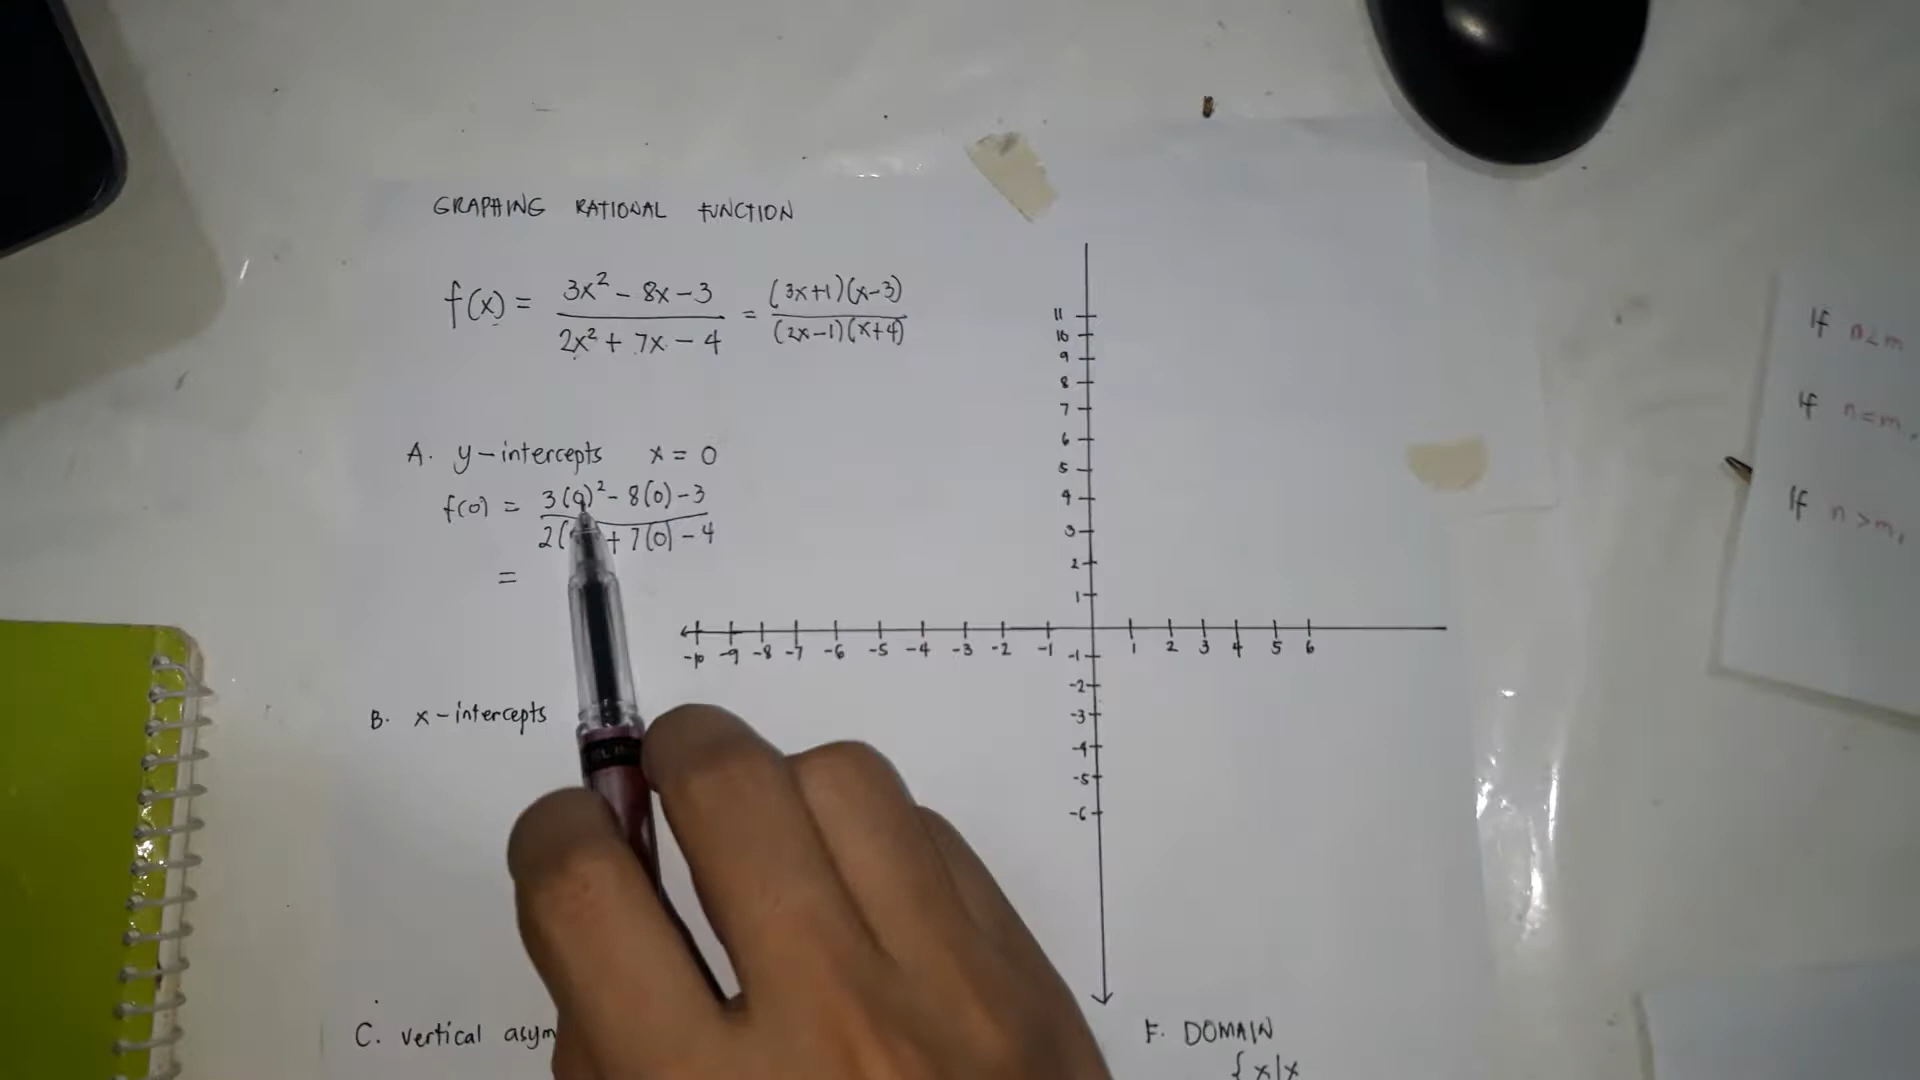 GRAPHING RATIONAL FUNCTION
f(x) = 3x² - 8x - 3 / 2x² + 7x - 4 = (3x+1)(x-3) / (2x-1)(x+4)
A. y-intercepts x = 0
f(0) = 3(0)² - 8(0) - 3 / 2( + 7(0) - 4
=
B. x-intercepts
C. vertical
11
10
9
8
7
6
5
4
3
2
1
-10 -9 -8 -7 -6 -5 -4 -3 -2 -1 1 2 3 4 5 6
-1
-2
-3
-4
-5
-6
F. DOMAIN
{x|x
If n<m
If n=m,
If n>m,